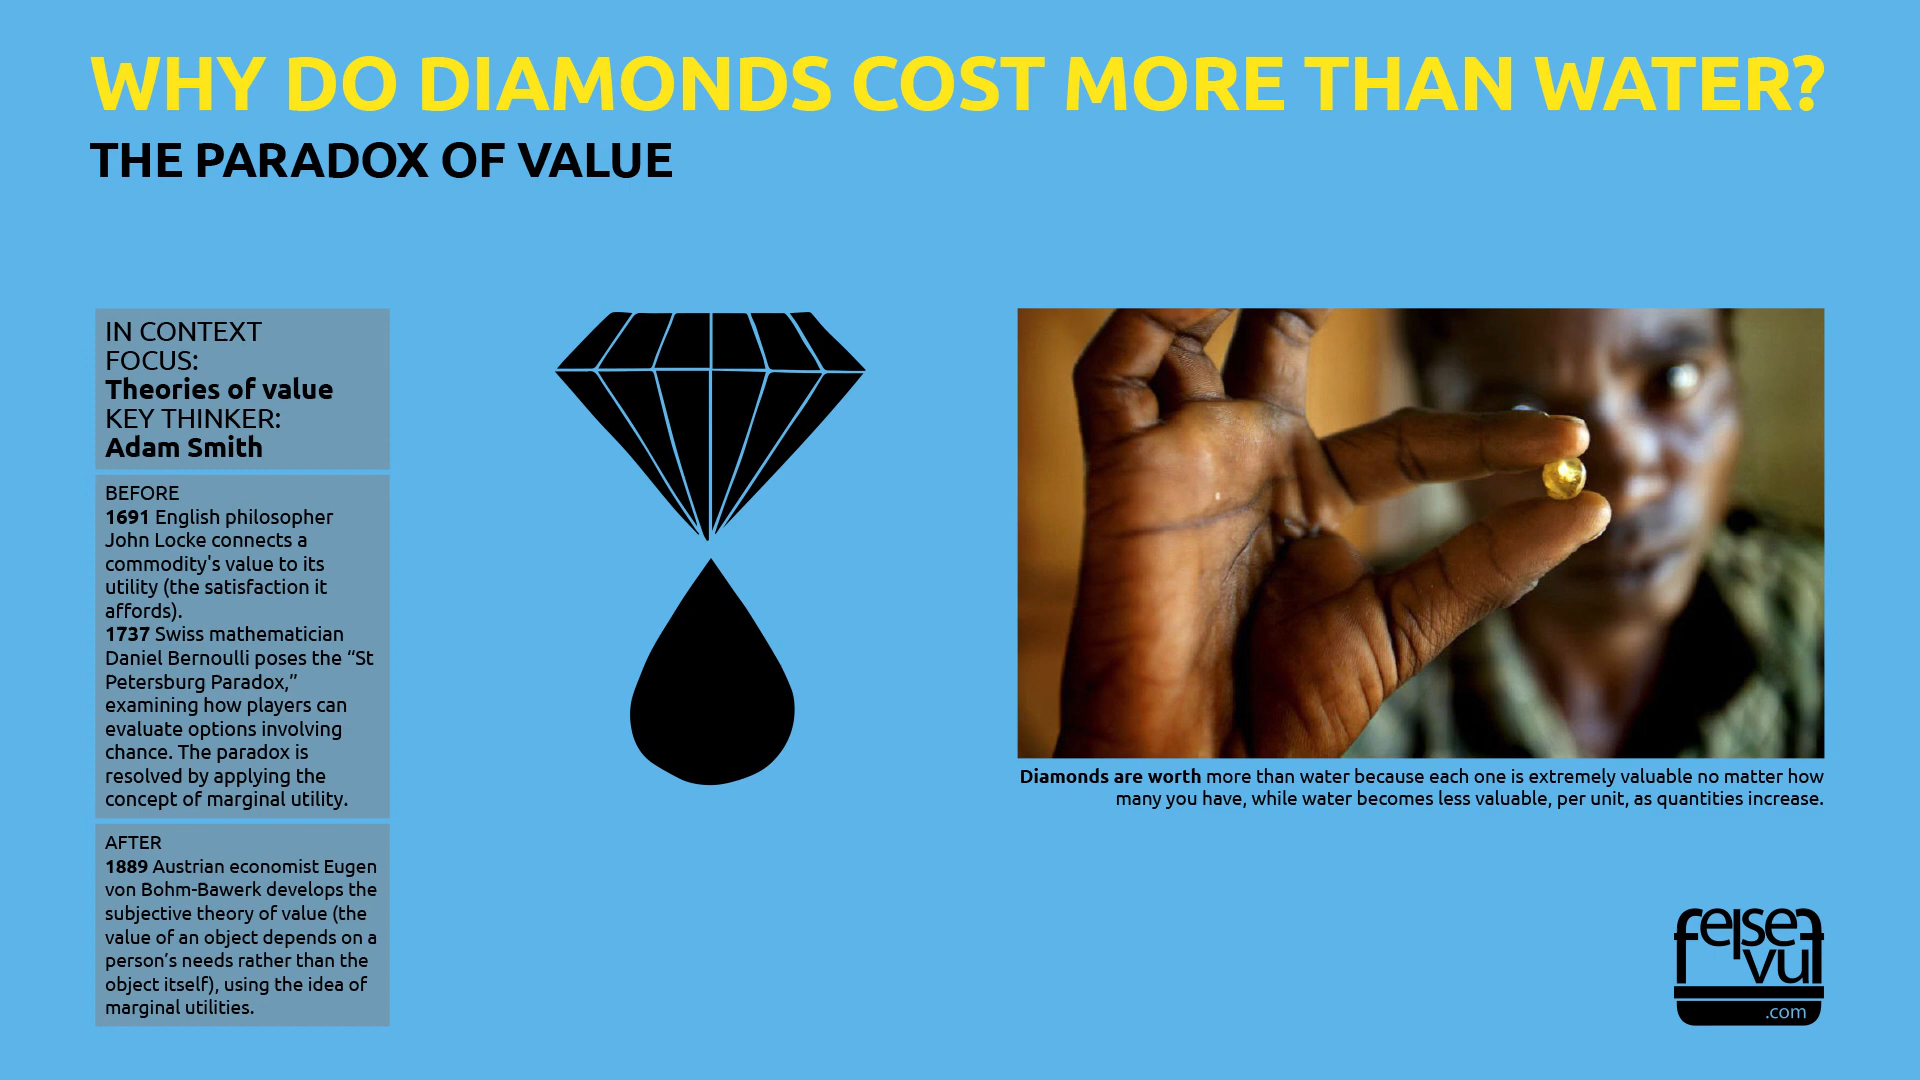 WHY DO DIAMONDS COST MORE THAN WATER?
THE PARADOX OF VALUE
IN CONTEXT
FOCUS:
Theories of value
KEY THINKER:
Adam Smith
BEFORE
1691 English philosopher
John Locke connects a
commodity's value to its
utility (the satisfaction it
affords).
1737 Swiss mathematician
Daniel Bernoulli poses the “St
Petersburg Paradox,”
examining how players can
evaluate options involving
chance. The paradox is
resolved by applying the
concept of marginal utility.
AFTER
1889 Austrian economist Eugen
von Bohm-Bawerk develops the
subjective theory of value (the
value of an object depends on a
person’s needs rather than the
object itself), using the idea of
marginal utilities.
Diamonds are worth more than water because each one is extremely valuable no matter how
many you have, while water becomes less valuable, per unit, as quantities increase.
.com